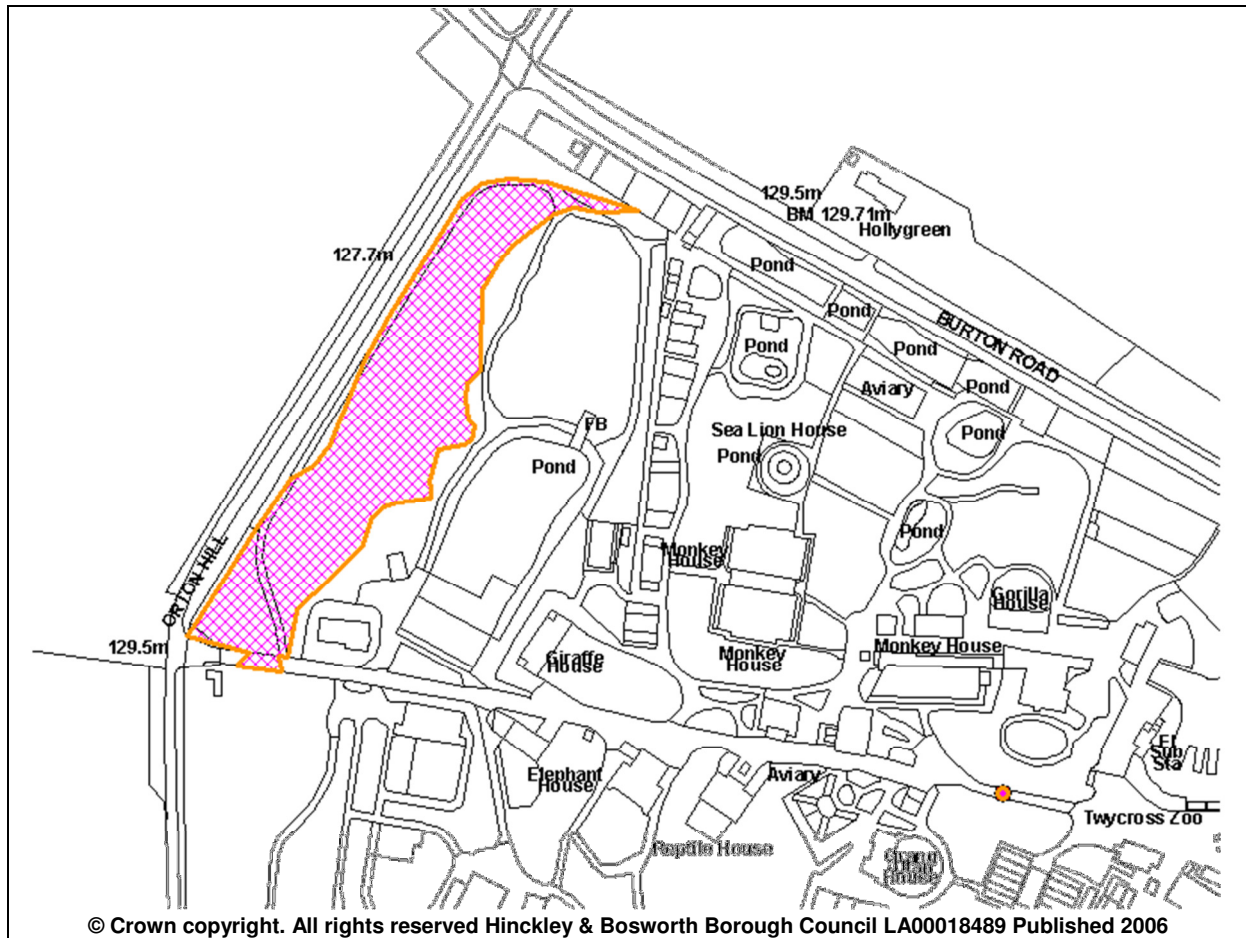 129.5m
BM 129.71m
Hollygreen
127.7m
Pond
Pond
BURTON ROAD
Pond
Pond
Aviary
Pond
Sea Lion House
Pond
Pond
FB
Pond
Pond
ORTON HILL
Monkey
House
Gorilla
House
129.5m
Giraffe
House
Monkey
House
Monkey House
Elephant
House
Aviary
El
Sub
Sta
Twycross Zoo
Reptile House
House
© Crown copyright. All rights reserved Hinckley & Bosworth Borough Council LA00018489 Published 2006